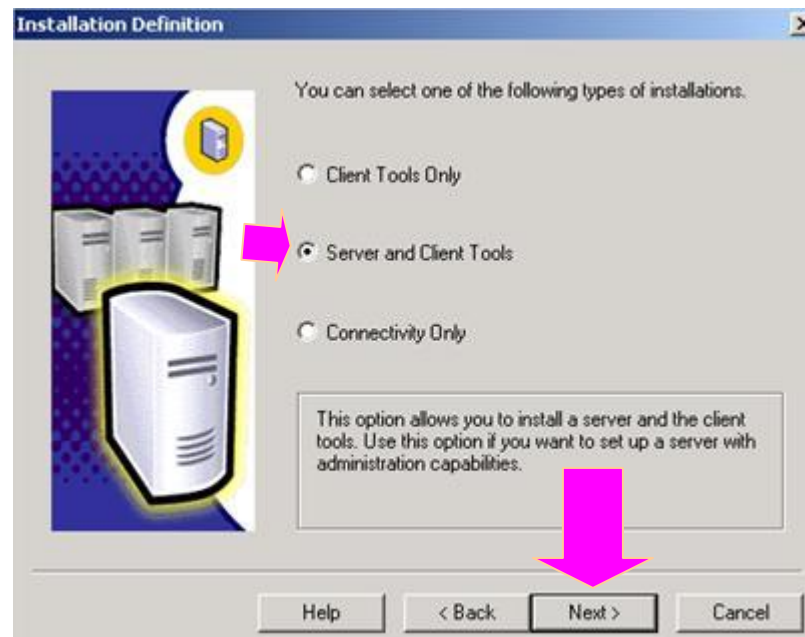 Installation Definition
You can select one of the following types of installations.
Client Tools Only
Server and Client Tools
Connectivity Only
This option allows you to install a server and the client
tools. Use this option if you want to set up a server with
administration capabilities.
Help
< Back
Next >
Cancel